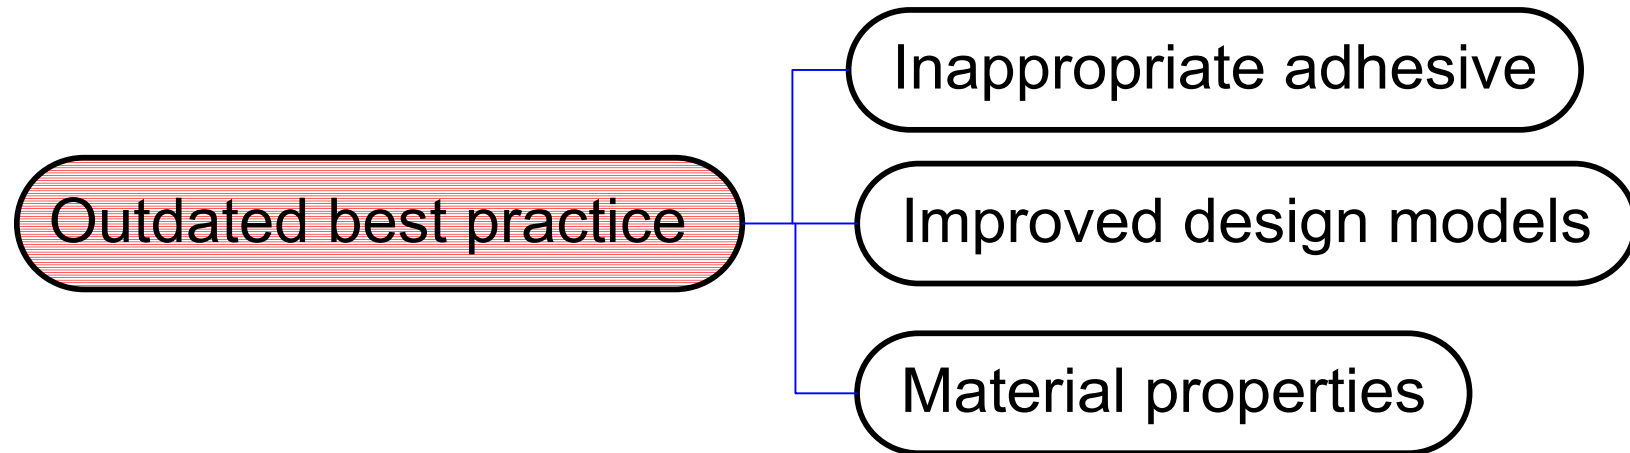 Outdated best practice
Inappropriate adhesive
Improved design models
Material properties